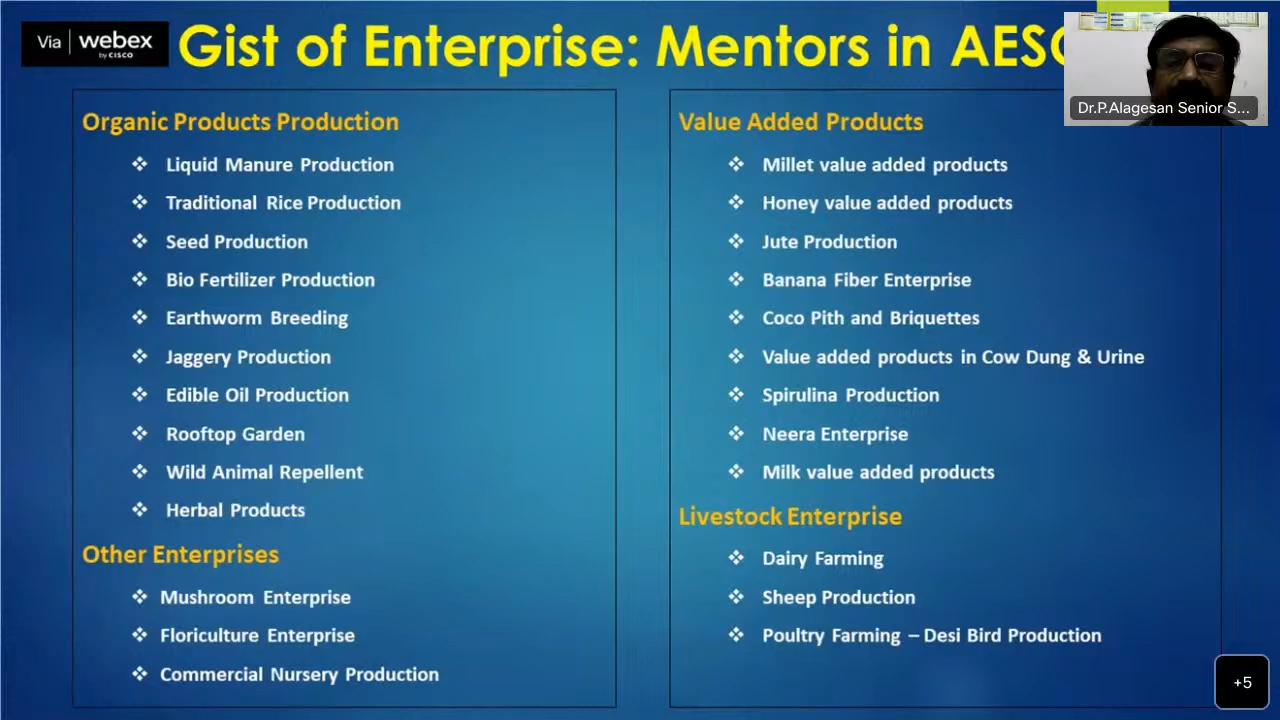 Via | webex
by CISCO
Gist of Enterprise: Mentors in AESC
Dr.P.Alagesan Senior S...
Organic Products Production
Liquid Manure Production
Traditional Rice Production
Seed Production
Bio Fertilizer Production
Earthworm Breeding
Jaggery Production
Edible Oil Production
Rooftop Garden
Wild Animal Repellent
Herbal Products
Other Enterprises
Mushroom Enterprise
Floriculture Enterprise
Commercial Nursery Production
Value Added Products
Millet value added products
Honey value added products
Jute Production
Banana Fiber Enterprise
Coco Pith and Briquettes
Value added products in Cow Dung & Urine
Spirulina Production
Neera Enterprise
Milk value added products
Livestock Enterprise
Dairy Farming
Sheep Production
Poultry Farming – Desi Bird Production
+5